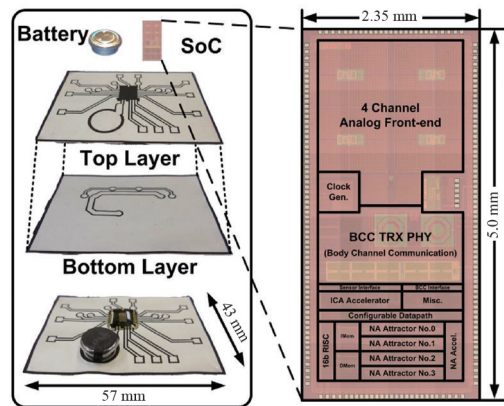 Battery
SoC
Top Layer
Bottom Layer
43 mm
57 mm
2.35 mm
5.0 mm
4 Channel
Analog Front-end
Clock
Gen.
BCC TRX PHY
(Body Channel Communication)
Sensor Interface
BCC Interface
ICA Accelerator
Misc.
Configurable Datapath
16b RISC
IMem
DMem
NA Attractor No.0
NA Attractor No.1
NA Attractor No.2
NA Attractor No.3
NA Accel.